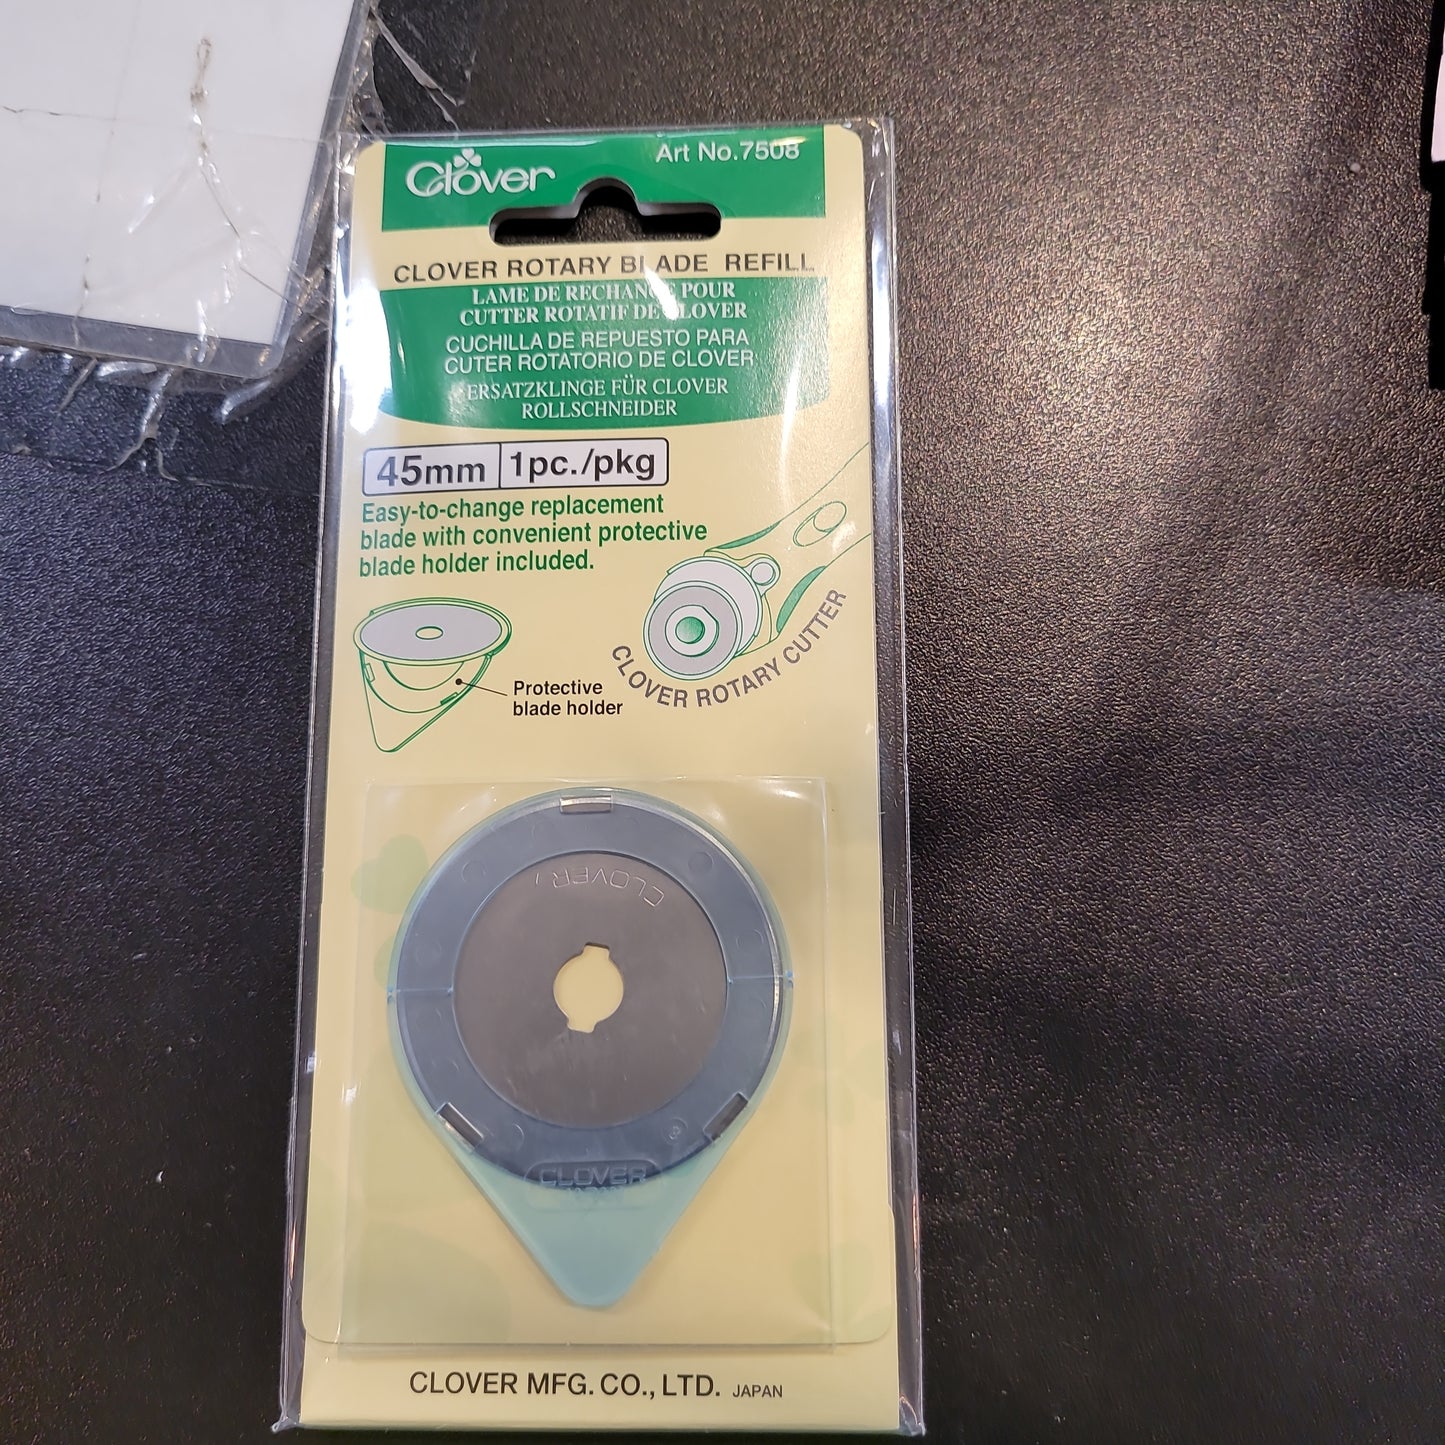 Clover
Art No.7508
CLOVER ROTARY BLADE REFILL
LAME DE RECHANGE POUR
CUTTER ROTATIF DE CLOVER
CUCHILLA DE REPUESTO PARA
CUTER ROTATORIO DE CLOVER
ERSATZKLINGE FÜR CLOVER
ROLLSCHNEIDER
45mm 1pc./pkg
Easy-to-change replacement
blade with convenient protective
blade holder included.
CLOVER ROTARY CUTTER
Protective
blade holder
CLOVER
CLOVER
JAPAN
CLOVER MFG. CO., LTD. JAPAN